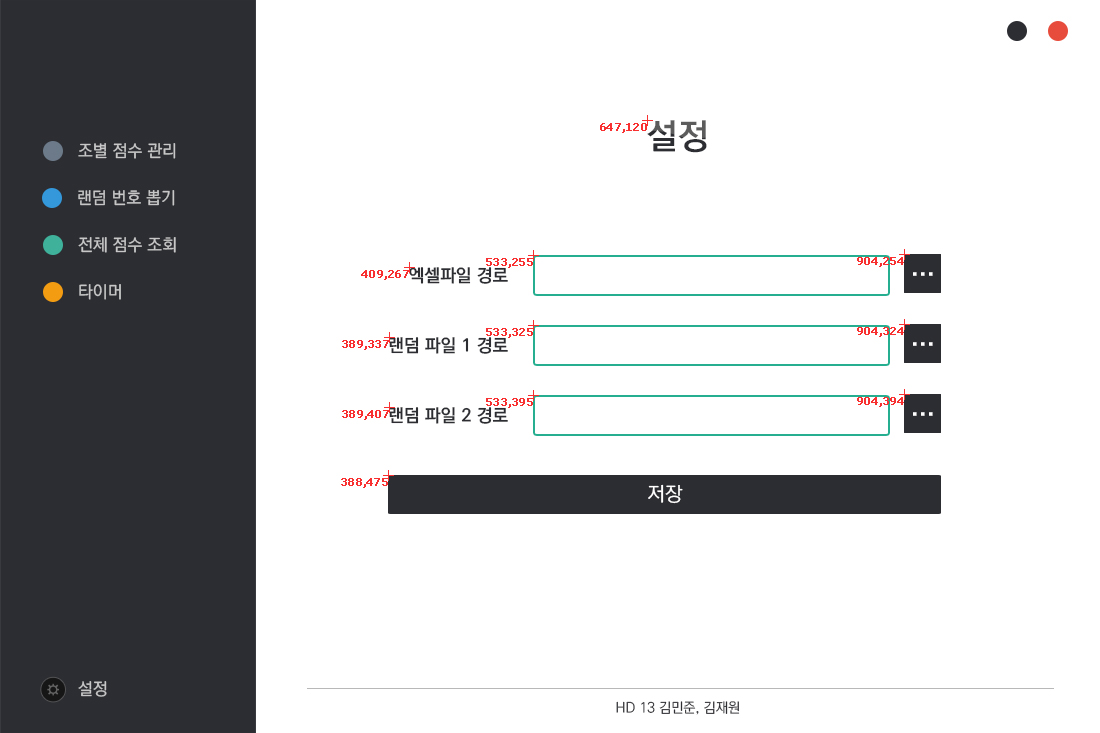 조별 점수 관리
랜덤 번호 뽑기
전체 점수 조회
타이머
설정
647,120
설정
409,267
엑셀파일 경로
533,255
904,254
389,337
랜덤 파일 1 경로
533,325
904,324
389,407
랜덤 파일 2 경로
533,395
904,394
388,475
저장
HD 13 김민준, 김재원